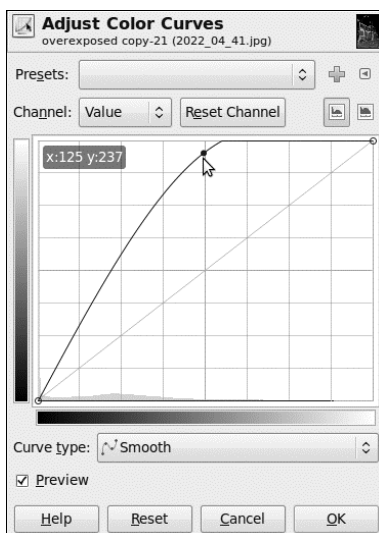 Adjust Color Curves
overexposed copy-21 (2022_04_41.jpg)
Presets:
Channel: Value Reset Channel
x:125 y:237
Curve type: Smooth
Preview
Help Reset Cancel OK